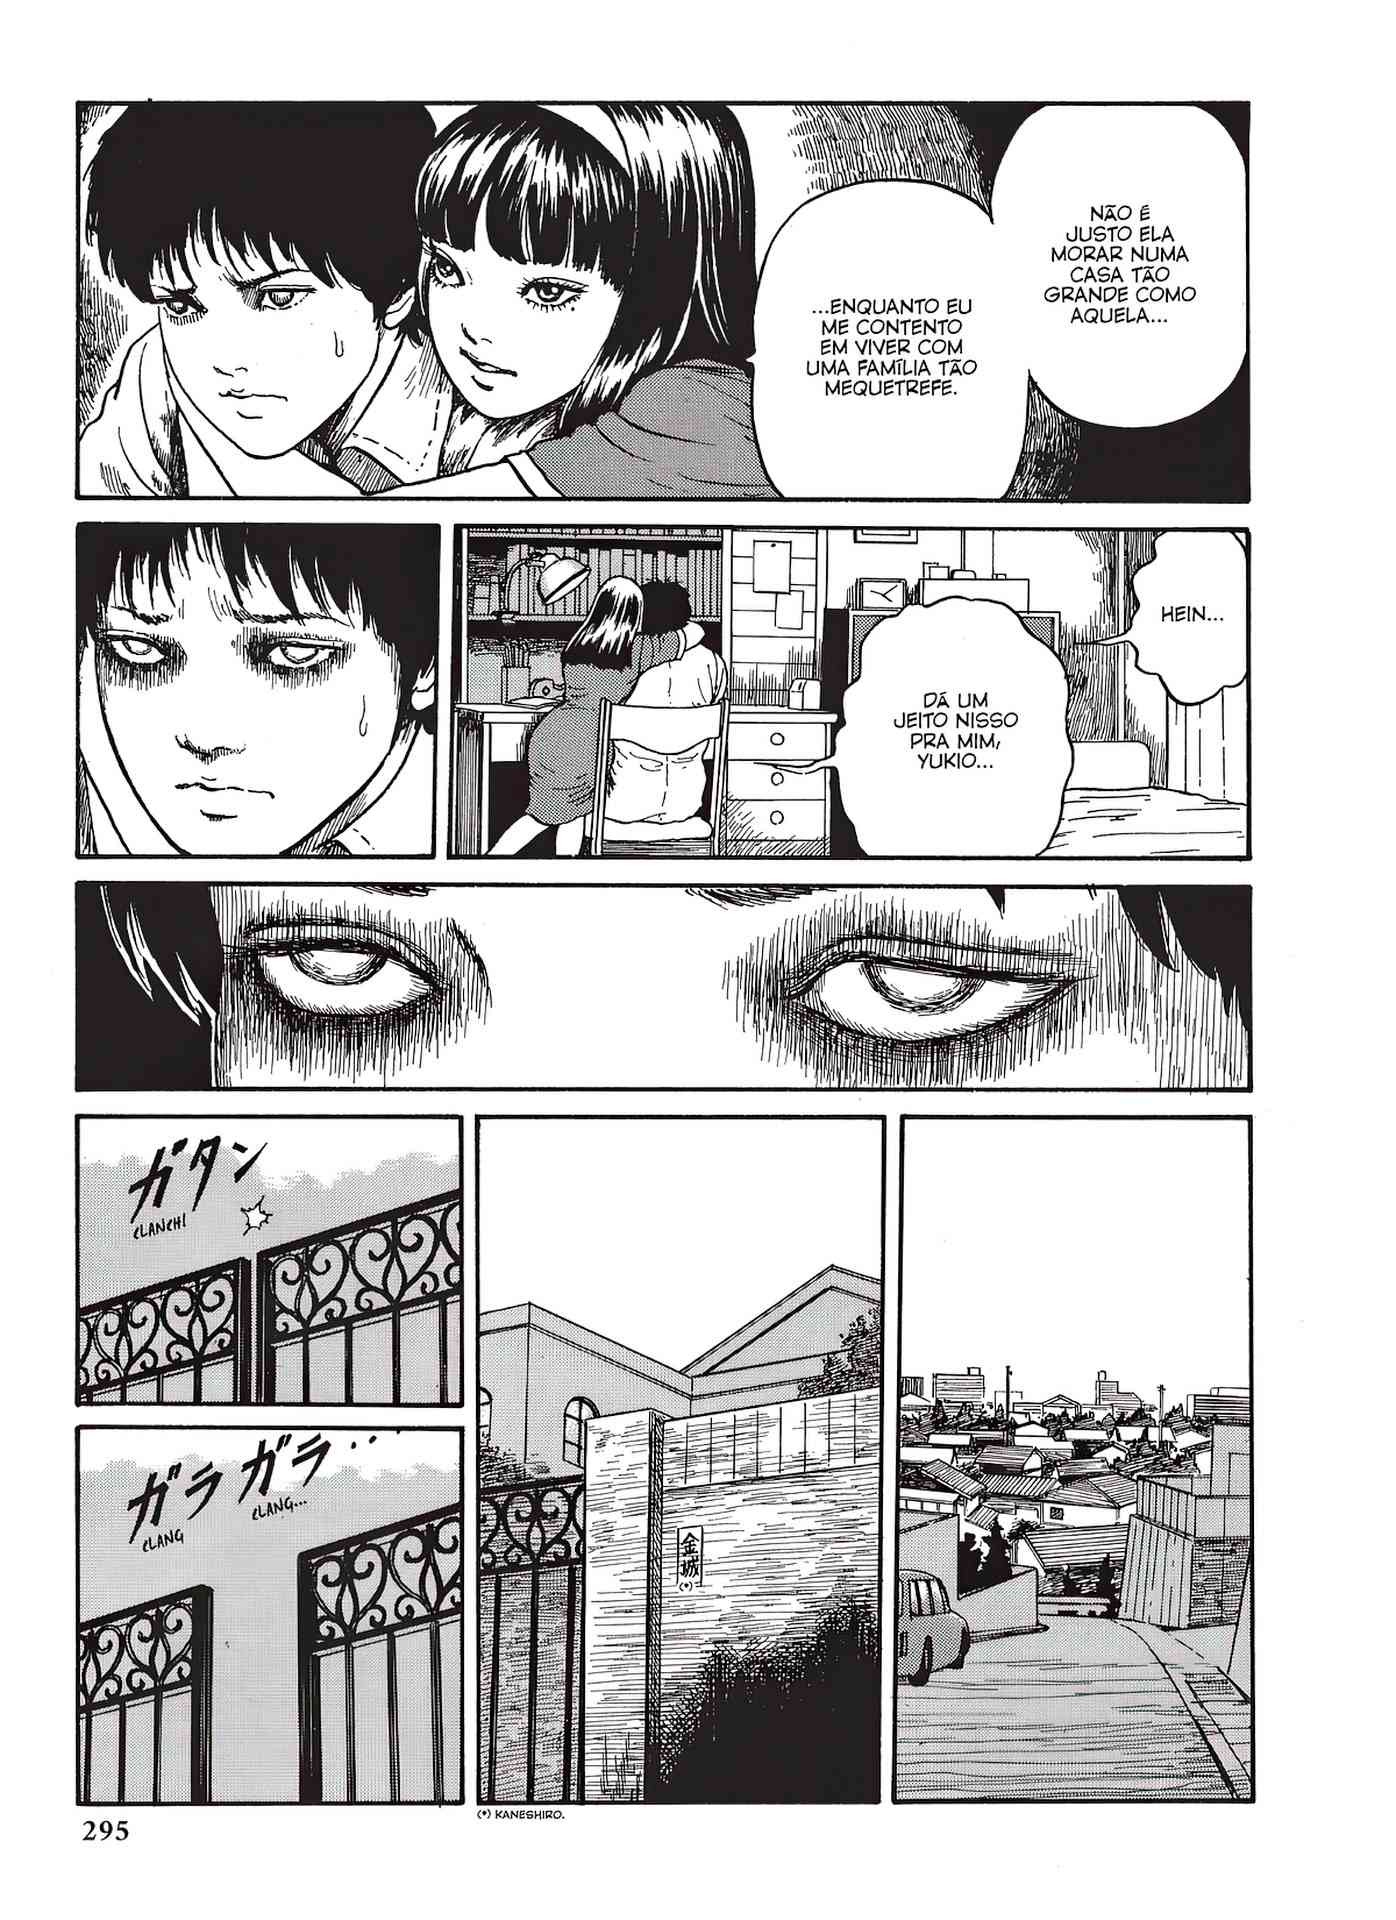 NÃO É
JUSTO ELA
MORAR NUMA
CASA TÃO
GRANDE COMO
AQUELA...
...ENQUANTO EU
ME CONTENTO
EM VIVER COM
UMA FAMÍLIA TÃO
MEQUETREFE.
HEIN...
DÁ UM
JEITO NISSO
PRA MIM,
YUKIO...
金城
(*)
(*) KANESHIRO.
ガタン
CLANCH!
ガラガラ...
CLANG
CLANG...
295